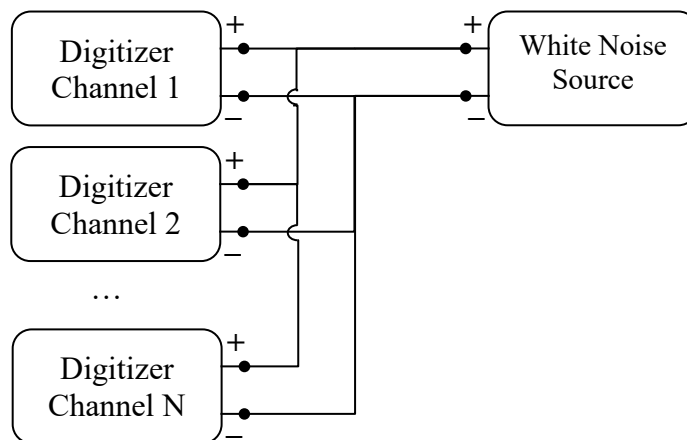 +
Digitizer
Channel 1
−
+
White Noise
Source
−
+
Digitizer
Channel 2
−
…
+
Digitizer
Channel N
−